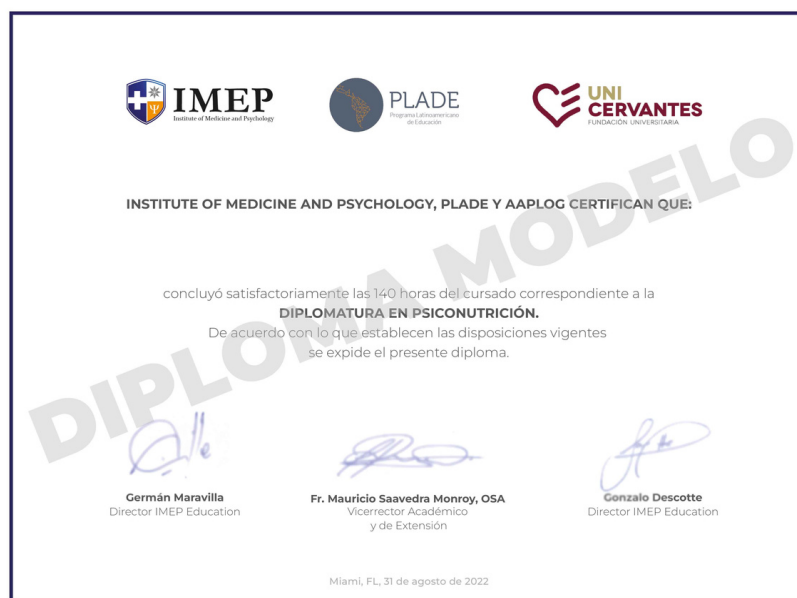 IMEP
Institute of Medicine and Psychology
PLADE
Programa Latinoamericano
de Educación
UNI
CERVANTES
FUNDACIÓN UNIVERSITARIA
INSTITUTE OF MEDICINE AND PSYCHOLOGY, PLADE Y AAPLOG CERTIFICAN QUE:
concluyó satisfactoriamente las 140 horas del cursado correspondiente a la
DIPLOMATURA EN PSICONUTRICIÓN.
De acuerdo con lo que establecen las disposiciones vigentes
se expide el presente diploma.
DIPLOMA MODELO
Germán Maravilla
Director IMEP Education
Fr. Mauricio Saavedra Monroy, OSA
Vicerrector Académico
y de Extensión
Gonzalo Descotte
Director IMEP Education
Miami, FL, 31 de agosto de 2022